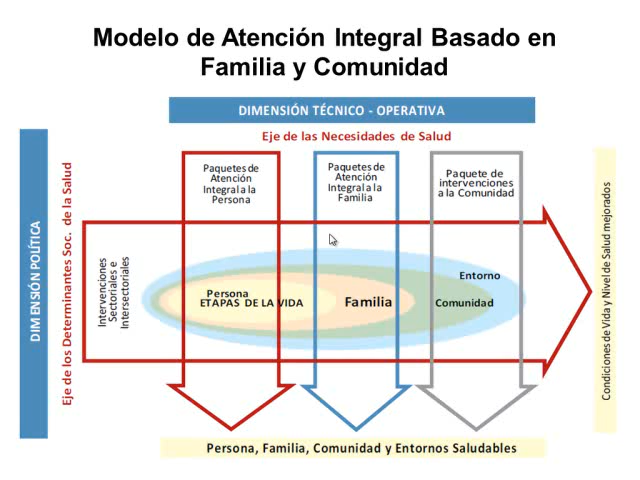 Modelo de Atención Integral Basado en
Familia y Comunidad
DIMENSIÓN TÉCNICO - OPERATIVA
Eje de las Necesidades de Salud
DIMENSIÓN POLÍTICA
Eje de los Determinantes Soc. de la Salud
Paquetes de
Atención
Integral a la
Persona
Paquetes de
Atención
Integral a la
Familia
Paquete de
intervenciones
a la Comunidad
Intervenciones
Sectoriales e
Intersectoriales
Persona
ETAPAS DE LA VIDA
Familia
Entorno
Comunidad
Condiciones de Vida y Nivel de Salud mejorados
Persona, Familia, Comunidad y Entornos Saludables